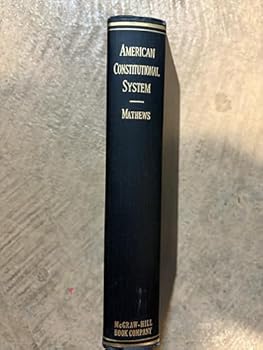 AMERICAN
CONSTITUTIONAL
SYSTEM
MATHEWS
MCGRAW-HILL
BOOK COMPANY